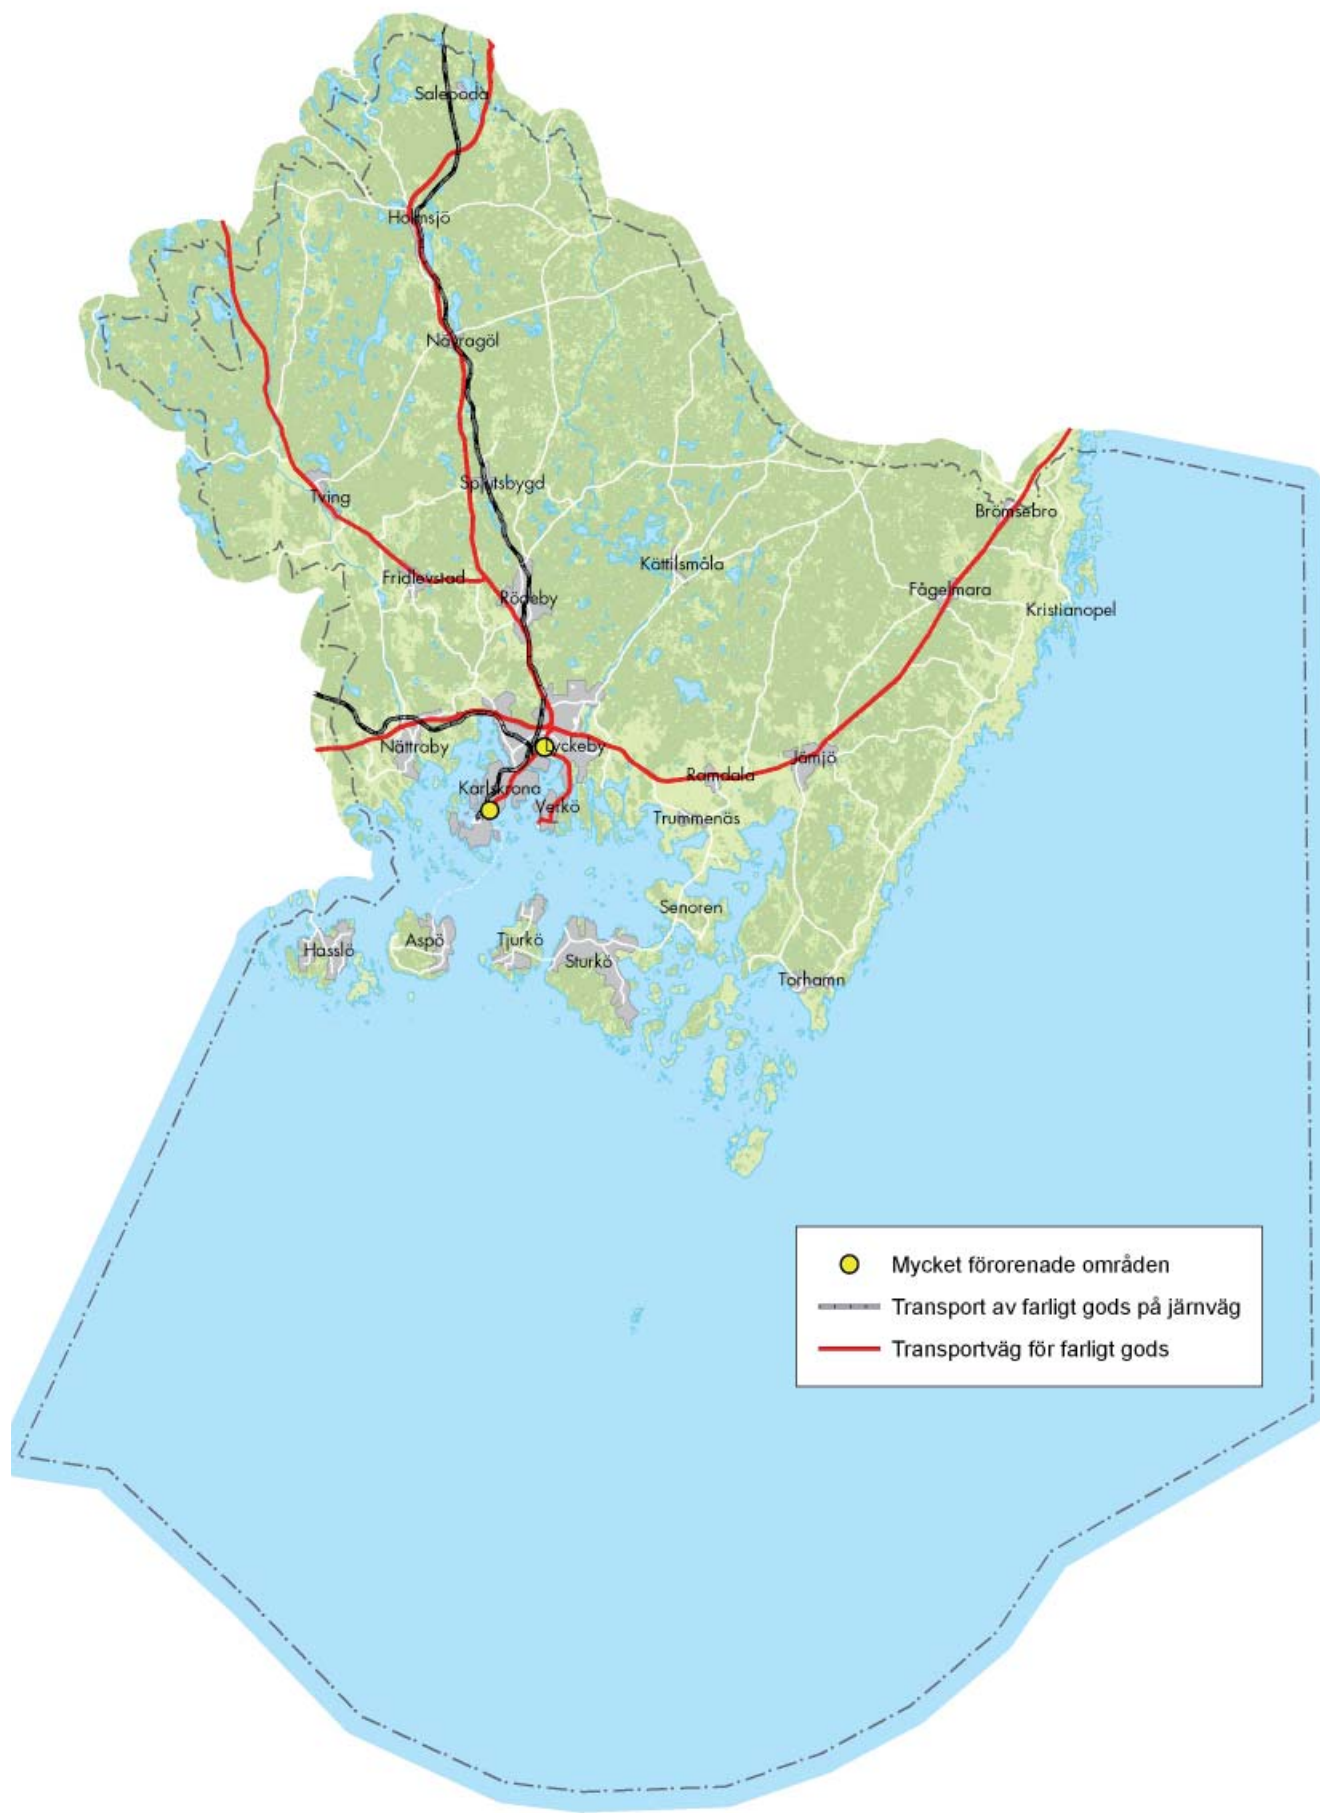 Saleboda
Holmsjö
Nävragöl
Spjutsbygd
Tving
Brömsebro
Kättilsmåla
Fridlevstad
Fågelmara
Rödeby
Kristianopel
Nättraby
Lyckeby
Jämjö
Ramdala
Karlskrona
Verkö
Trummenäs
Senoren
Hasslö
Aspö
Tjurkö
Sturkö
Torhamn
Mycket förorenade områden
Transport av farligt gods på järnväg
Transportväg för farligt gods